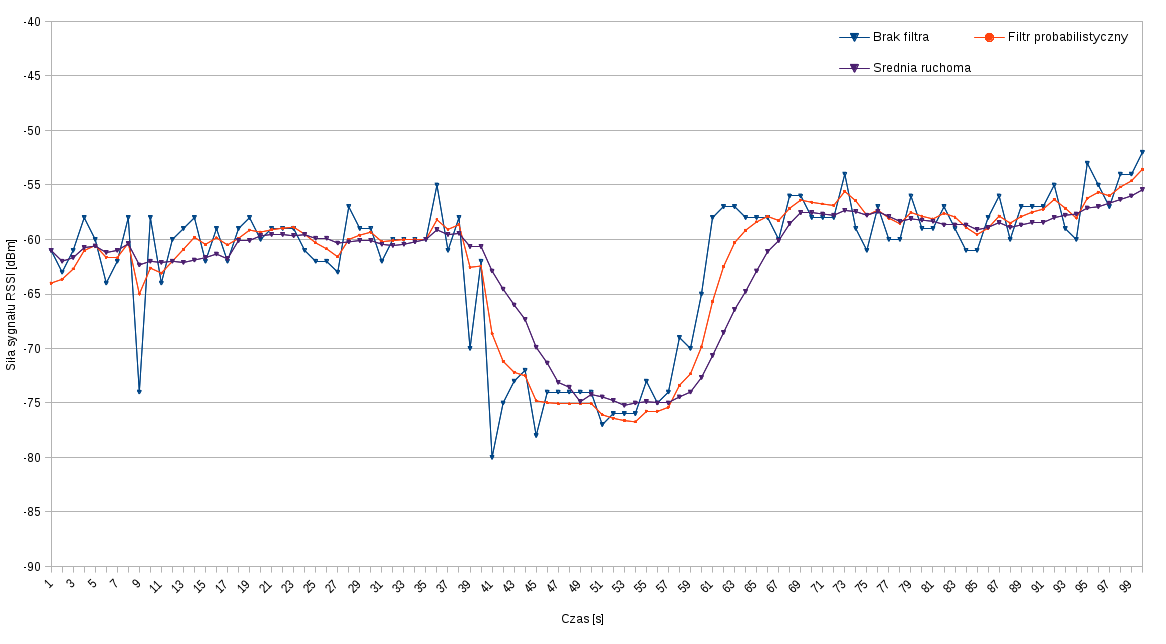 -40
-45
-50
-55
-60
-65
-70
-75
-80
-85
-90
Siła sygnału RSSI [dBm]
Brak filtra
Filtr probabilistyczny
Srednia ruchoma
1 3 5 7 9 11 13 15 17 19 21 23 25 27 29 31 33 35 37 39 41 43 45 47 49 51 53 55 57 59 61 63 65 67 69 71 73 75 77 79 81 83 85 87 89 91 93 95 97 99
Czas [s]